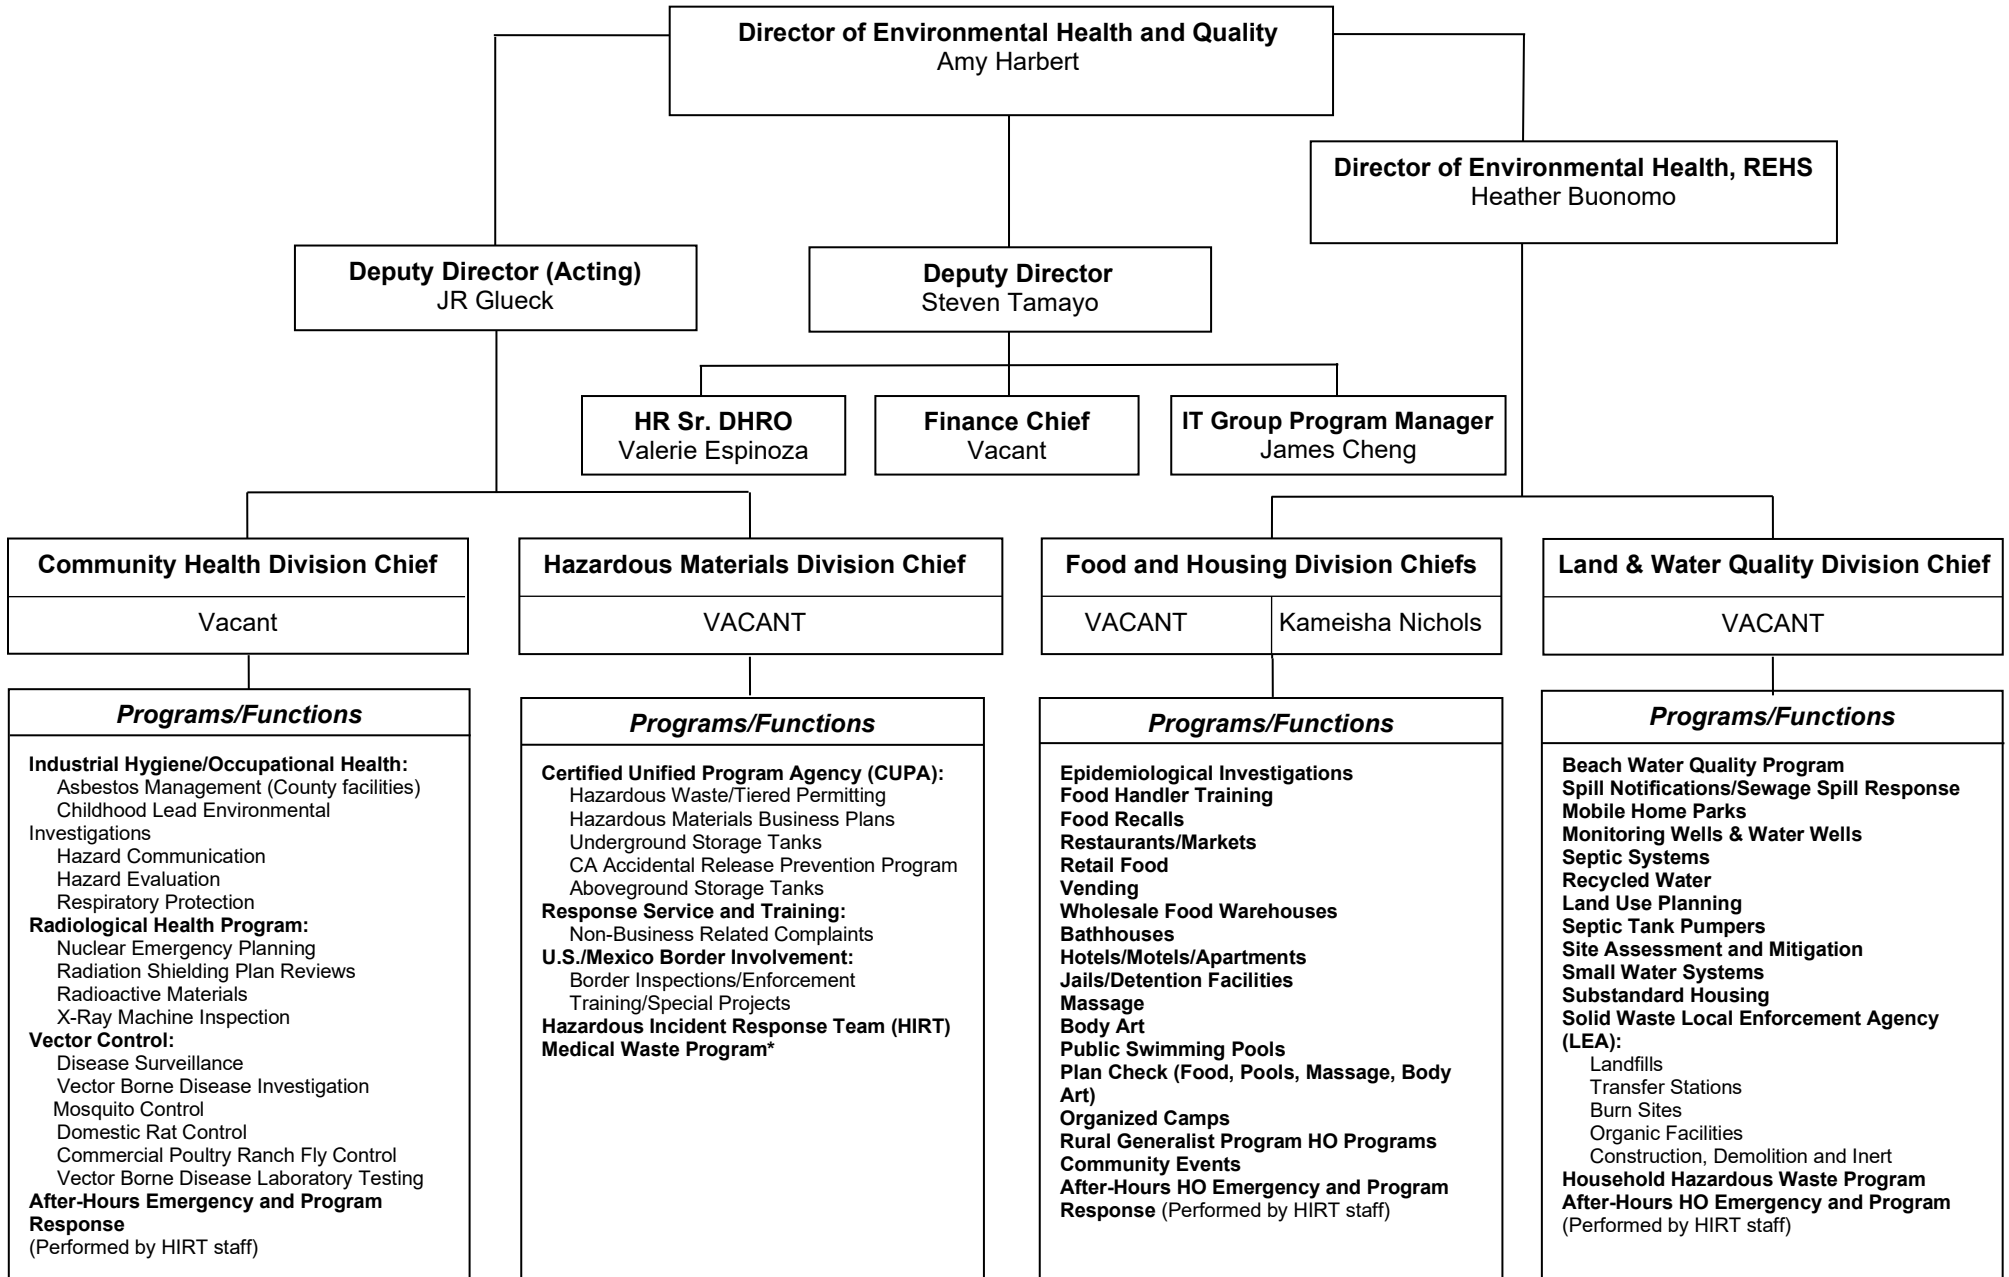 Director of Environmental Health and Quality
Amy Harbert
Director of Environmental Health, REHS
Heather Buonomo
Deputy Director (Acting)
JR Glueck
Deputy Director
Steven Tamayo
HR Sr. DHRO
Valerie Espinoza
Finance Chief
Vacant
IT Group Program Manager
James Cheng
Community Health Division Chief
Vacant
Hazardous Materials Division Chief
VACANT
Food and Housing Division Chiefs
VACANT
Kameisha Nichols
Land & Water Quality Division Chief
VACANT
Programs/Functions
Industrial Hygiene/Occupational Health:
Asbestos Management (County facilities)
Childhood Lead Environmental
Investigations
Hazard Communication
Hazard Evaluation
Respiratory Protection
Radiological Health Program:
Nuclear Emergency Planning
Radiation Shielding Plan Reviews
Radioactive Materials
X-Ray Machine Inspection
Vector Control:
Disease Surveillance
Vector Borne Disease Investigation
Mosquito Control
Domestic Rat Control
Commercial Poultry Ranch Fly Control
Vector Borne Disease Laboratory Testing
After-Hours Emergency and Program
Response
(Performed by HIRT staff)
Programs/Functions
Certified Unified Program Agency (CUPA):
Hazardous Waste/Tiered Permitting
Hazardous Materials Business Plans
Underground Storage Tanks
CA Accidental Release Prevention Program
Aboveground Storage Tanks
Response Service and Training:
Non-Business Related Complaints
U.S./Mexico Border Involvement:
Border Inspections/Enforcement
Training/Special Projects
Hazardous Incident Response Team (HIRT)
Medical Waste Program*
Programs/Functions
Epidemiological Investigations
Food Handler Training
Food Recalls
Restaurants/Markets
Retail Food
Vending
Wholesale Food Warehouses
Bathhouses
Hotels/Motels/Apartments
Jails/Detention Facilities
Massage
Body Art
Public Swimming Pools
Plan Check (Food, Pools, Massage, Body
Art)
Organized Camps
Rural Generalist Program HO Programs
Community Events
After-Hours HO Emergency and Program
Response (Performed by HIRT staff)
Programs/Functions
Beach Water Quality Program
Spill Notifications/Sewage Spill Response
Mobile Home Parks
Monitoring Wells & Water Wells
Septic Systems
Recycled Water
Land Use Planning
Septic Tank Pumpers
Site Assessment and Mitigation
Small Water Systems
Substandard Housing
Solid Waste Local Enforcement Agency
(LEA):
Landfills
Transfer Stations
Burn Sites
Organic Facilities
Construction, Demolition and Inert
Household Hazardous Waste Program
After-Hours HO Emergency and Program
(Performed by HIRT staff)